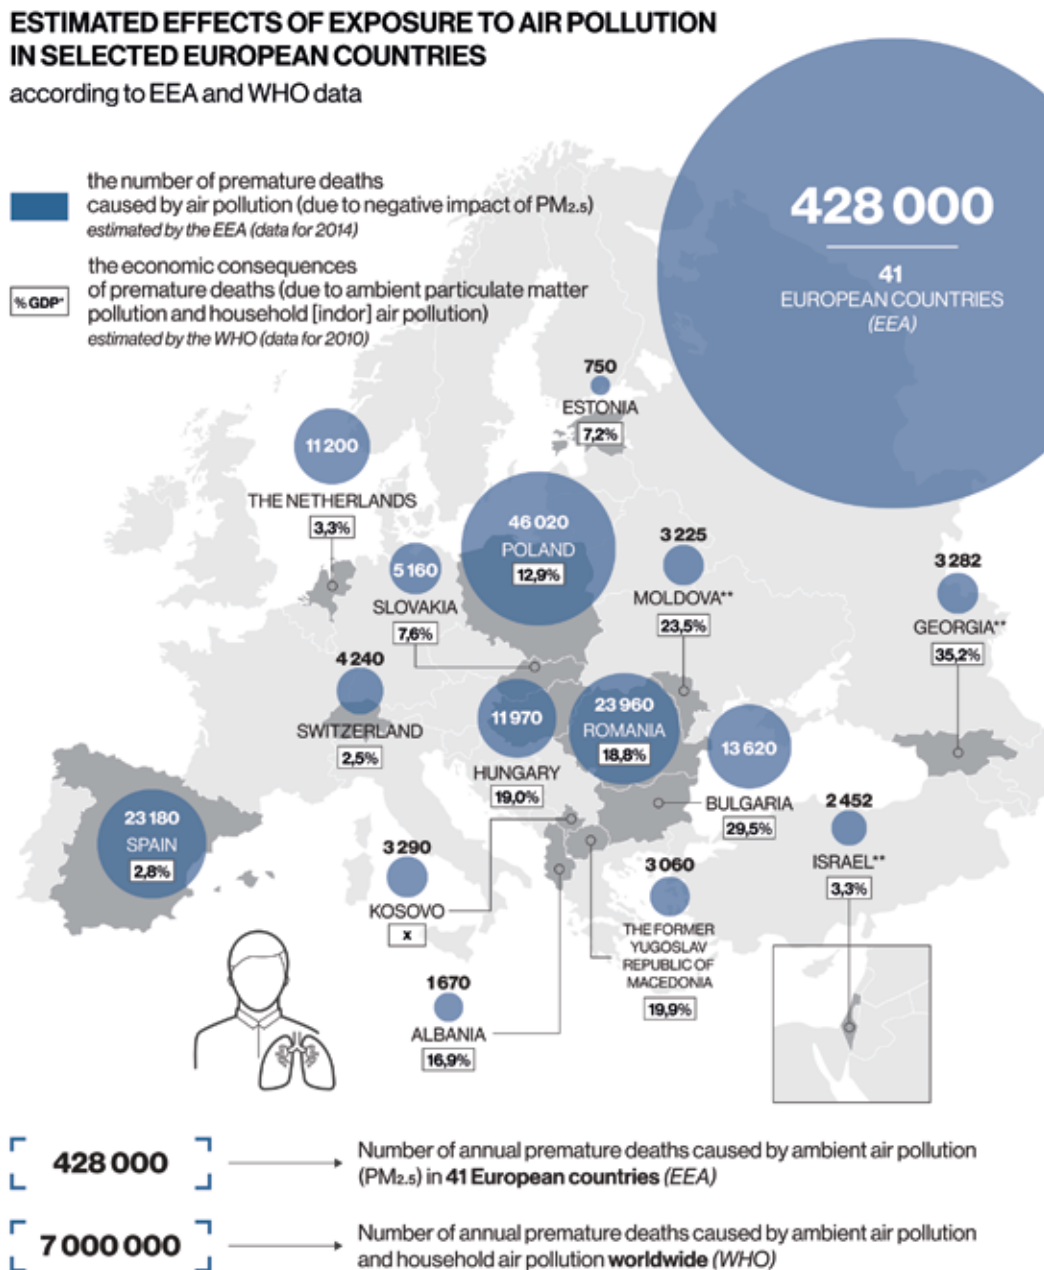 ESTIMATED EFFECTS OF EXPOSURE TO AIR POLLUTION
IN SELECTED EUROPEAN COUNTRIES
according to EEA and WHO data
the number of premature deaths
caused by air pollution (due to negative impact of PM2.5)
estimated by the EEA (data for 2014)
% GDP*
the economic consequences
of premature deaths (due to ambient particulate matter
pollution and household [indor] air pollution)
estimated by the WHO (data for 2010)
428 000
41
EUROPEAN COUNTRIES
(EEA)
750
ESTONIA
7,2%
11 200
THE NETHERLANDS
3,3%
46 020
POLAND
12,9%
5 160
SLOVAKIA
7,6%
3 225
MOLDOVA**
23,5%
3 282
GEORGIA**
35,2%
4 240
SWITZERLAND
2,5%
11 970
HUNGARY
19,0%
23 960
ROMANIA
18,8%
13 620
BULGARIA
29,5%
23 180
SPAIN
2,8%
3 290
KOSOVO
x
3 060
THE FORMER
YUGOSLAV
REPUBLIC OF
MACEDONIA
19,9%
2 452
ISRAEL**
3,3%
1 670
ALBANIA
16,9%
428 000
Number of annual premature deaths caused by ambient air pollution
(PM2.5) in 41 European countries (EEA)
7 000 000
Number of annual premature deaths caused by ambient air pollution
and household air pollution worldwide (WHO)